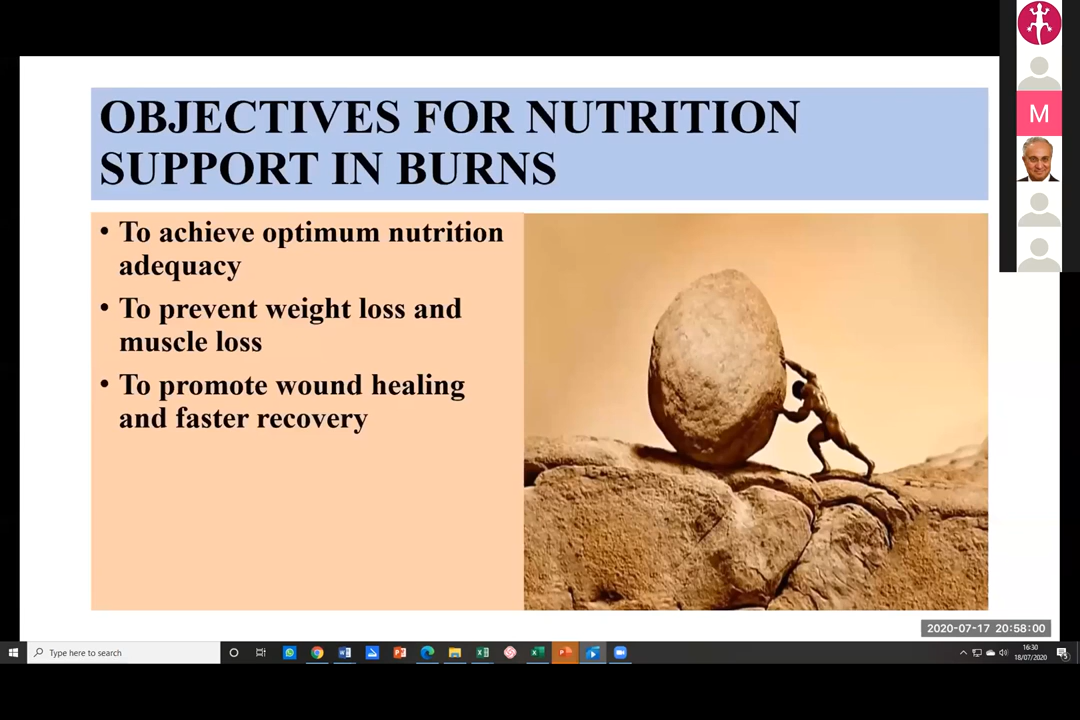 OBJECTIVES FOR NUTRITION
SUPPORT IN BURNS
• To achieve optimum nutrition
adequacy
• To prevent weight loss and
muscle loss
• To promote wound healing
and faster recovery
M
2020-07-17 20:58:00
Type here to search
16:30
18/07/2020